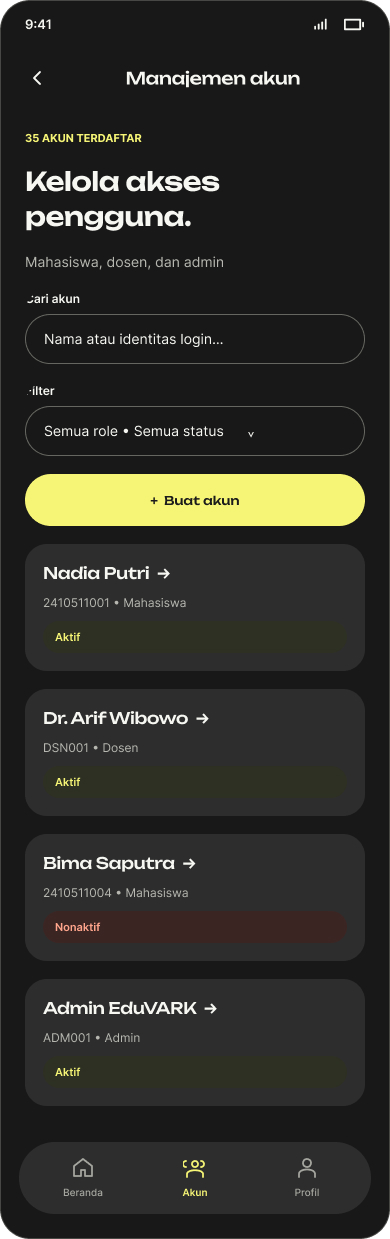 9:41
Manajemen akun
35 AKUN TERDAFTAR
Kelola akses
pengguna.
Mahasiswa, dosen, dan admin
Cari akun
Nama atau identitas login...
Filter
Semua role • Semua status
+ Buat akun
Nadia Putri →
2410511001 • Mahasiswa
Aktif
Dr. Arif Wibowo →
DSN001 • Dosen
Aktif
Bima Saputra →
2410511004 • Mahasiswa
Nonaktif
Admin EduVARK →
ADM001 • Admin
Aktif
Beranda
Akun
Profil